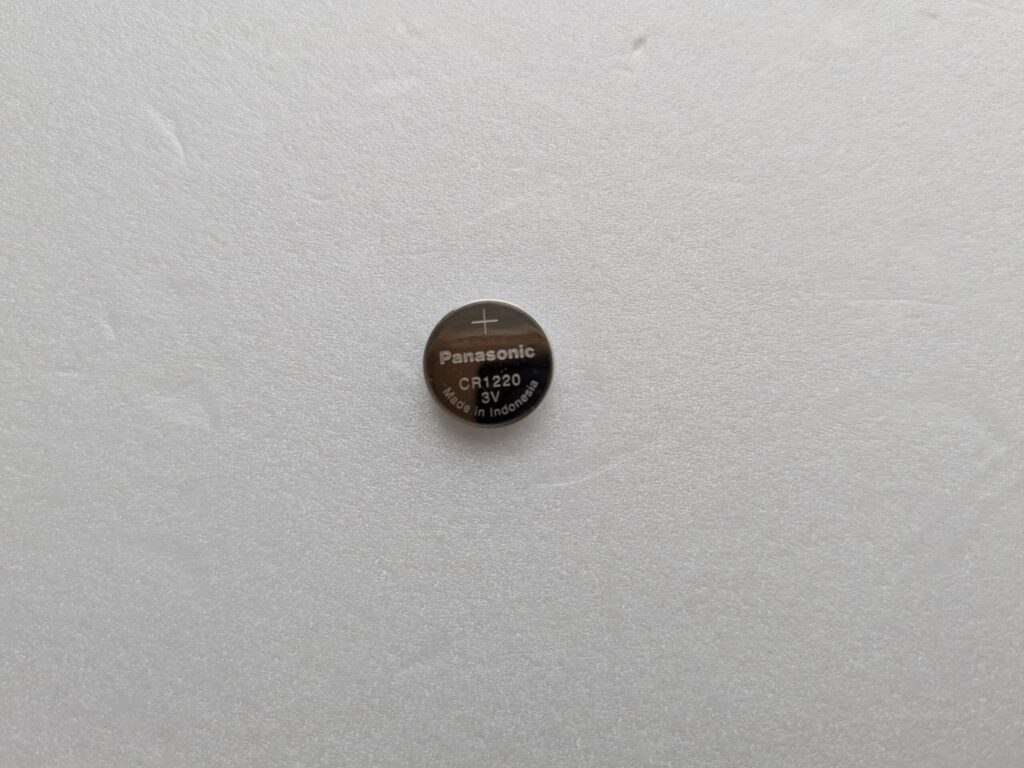 +
Panasonic
CR1220
3V
Made in Indonesia